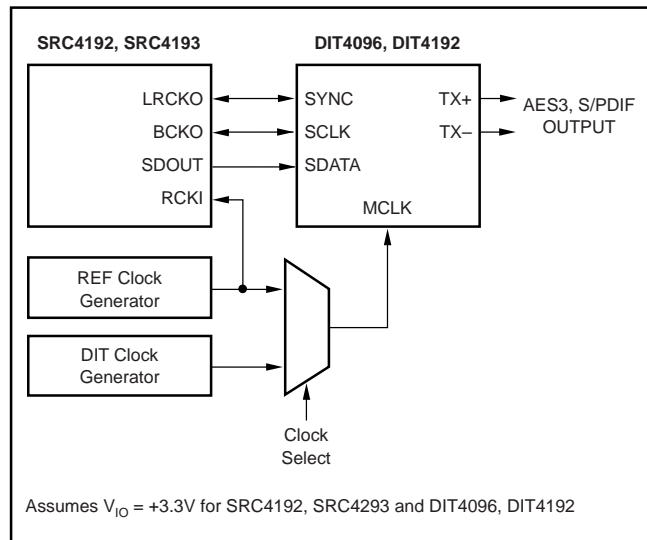 SRC4192, SRC4193
DIT4096, DIT4192
LRCKO
SYNC
TX+
BCKO
SCLK
TX–
SDOUT
SDATA
RCKI
MCLK
AES3, S/PDIF
OUTPUT
REF Clock
Generator
DIT Clock
Generator
Clock
Select
Assumes V_IO = +3.3V for SRC4192, SRC4293 and DIT4096, DIT4192